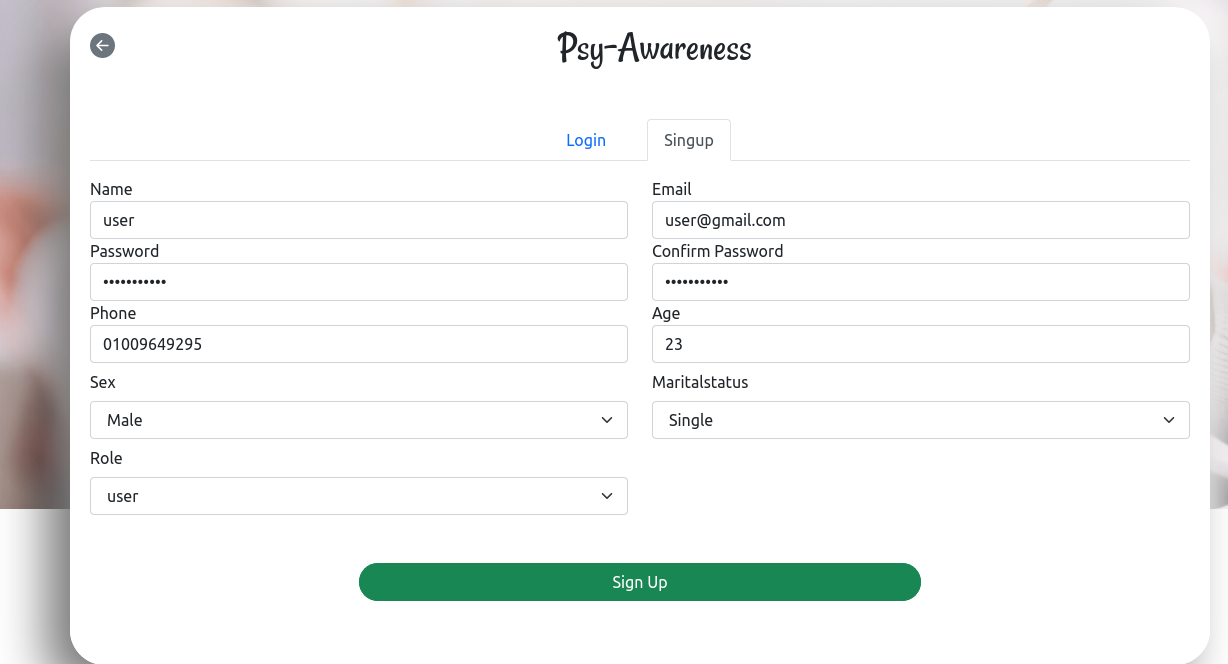 Psy-Awareness
Login Singup
Name Email
user user@gmail.com
Password Confirm Password
••••••••••• •••••••••••
Phone Age
01009649295 23
Sex Maritalstatus
Male Single
Role
user
Sign Up